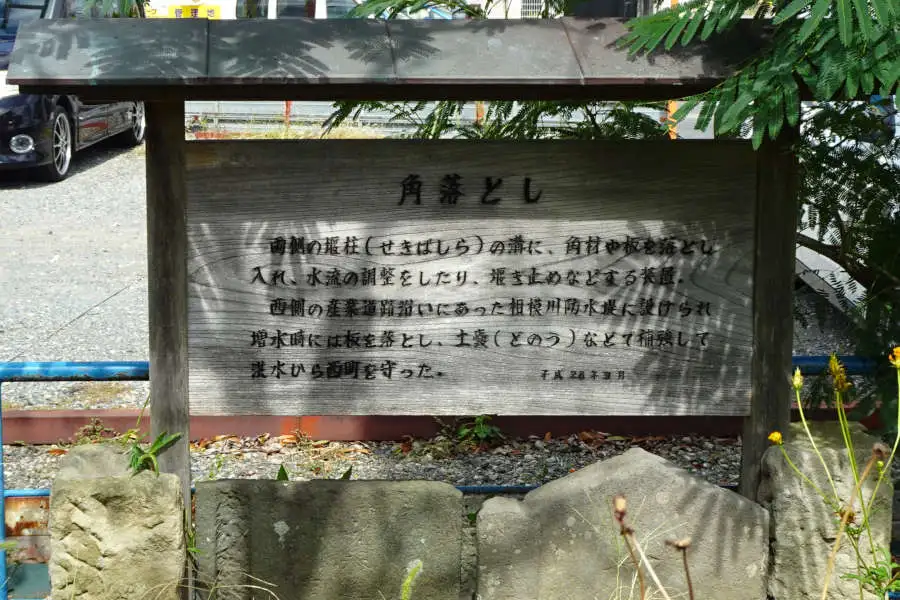 管理地
角落とし
両側の堰柱(せきばしら)の溝に、角材や板を落とし
入れ、水流の調整をしたり、堰き止めなどする装置。
西側の産業道路沿いにあった相模川防水堤に設けられ
増水時には板を落とし、土嚢(どのう)などで補強して
洪水から西町を守った。
平成26年3月